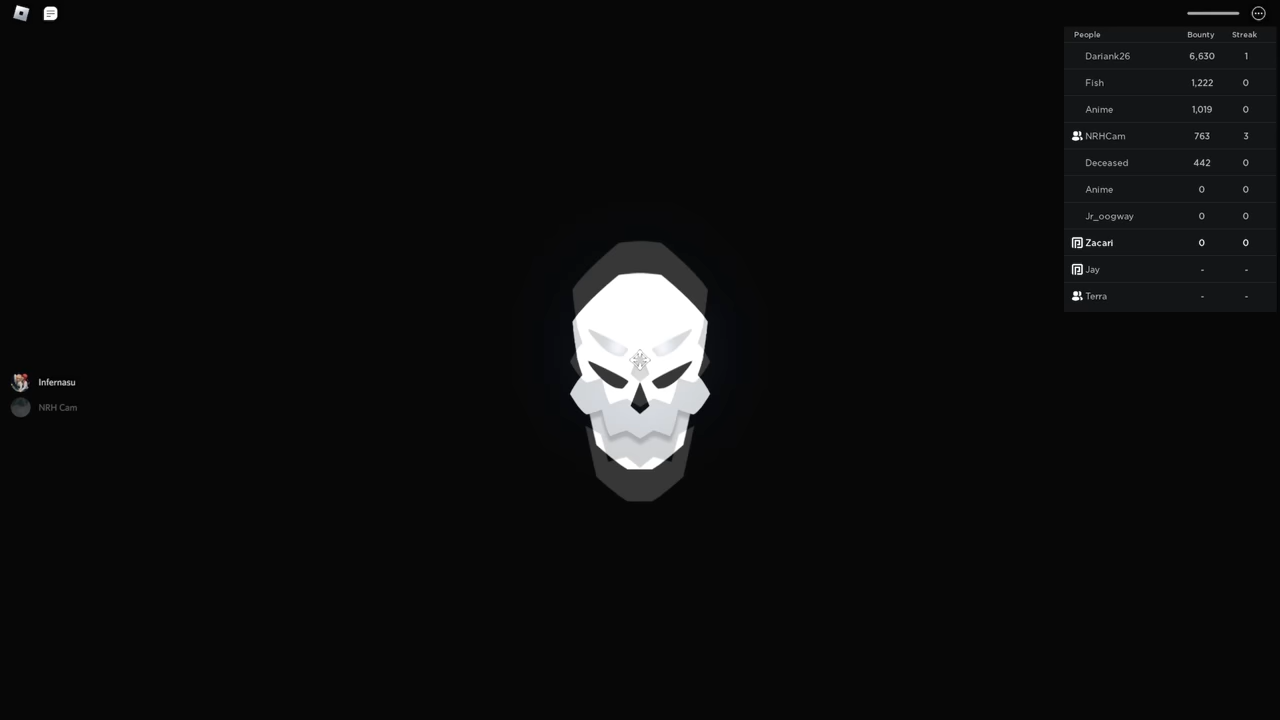 People Bounty Streak
Dariank26 6,630 1
Fish 1,222 0
Anime 1,019 0
NRHCam 763 3
Deceased 442 0
Anime 0 0
Jr_oogway 0 0
Zacari 0 0
Jay - -
Terra - -
Infernasu
NRH Cam